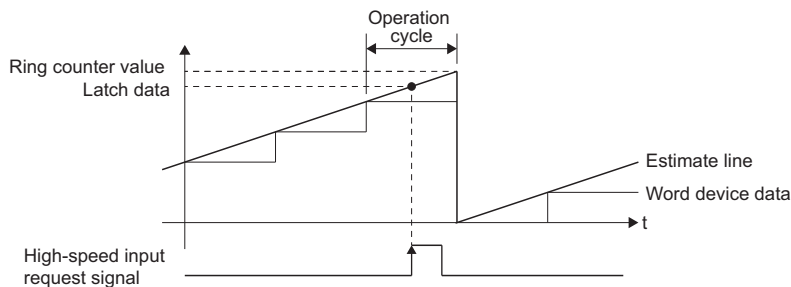 Operation
cycle
Ring counter value
Latch data
Estimate line
Word device data
t
High-speed input
request signal